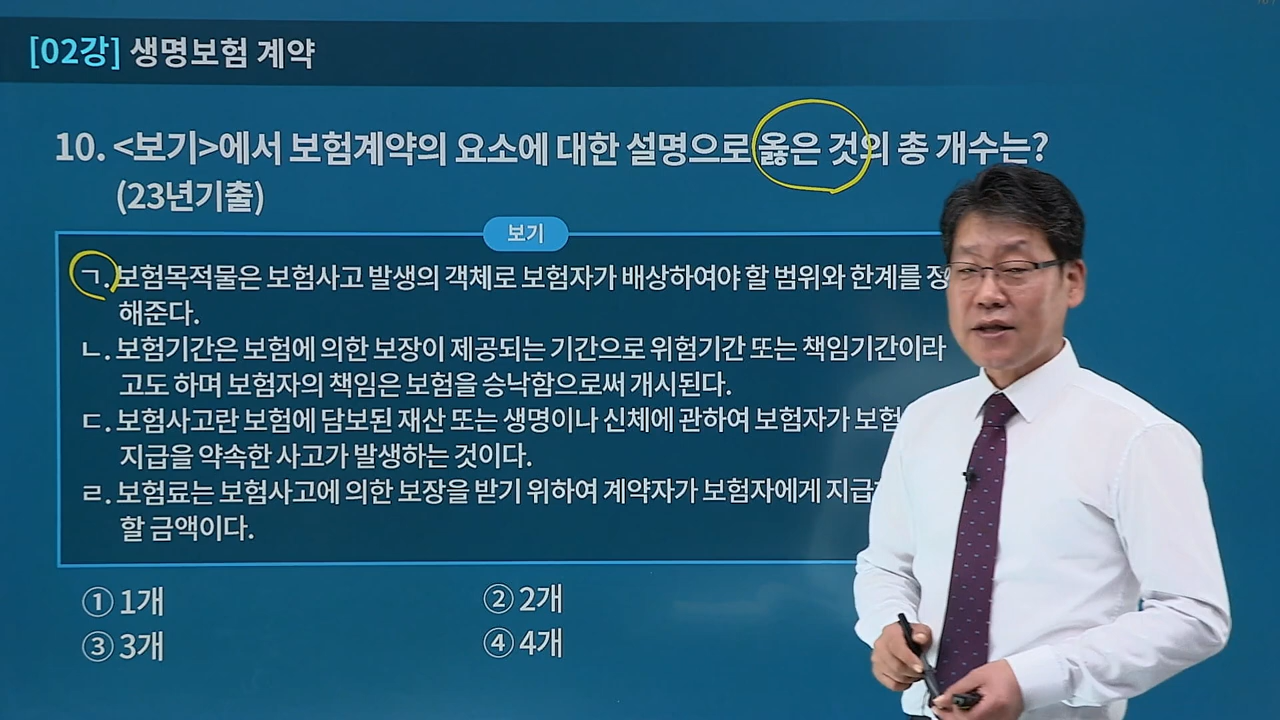 [02강] 생명보험 계약
10. <보기>에서 보험계약의 요소에 대한 설명으로 옳은 것의 총 개수는?
(23년기출)
보기
ㄱ. 보험목적물은 보험사고 발생의 객체로 보험자가 배상하여야 할 범위와 한계를 정
해준다.
ㄴ. 보험기간은 보험에 의한 보장이 제공되는 기간으로 위험기간 또는 책임기간이라
고도 하며 보험자의 책임은 보험을 승낙함으로써 개시된다.
ㄷ. 보험사고란 보험에 담보된 재산 또는 생명이나 신체에 관하여 보험자가 보험
지급을 약속한 사고가 발생하는 것이다.
ㄹ. 보험료는 보험사고에 의한 보장을 받기 위하여 계약자가 보험자에게 지급
할 금액이다.
① 1개
② 2개
③ 3개
④ 4개